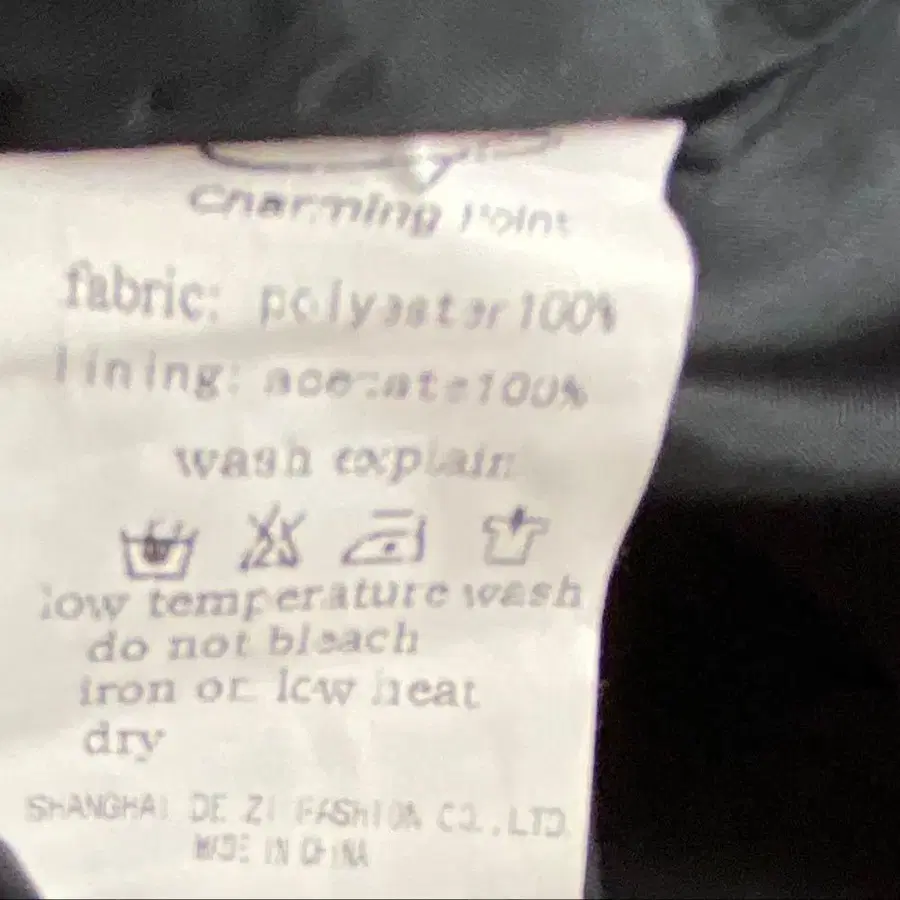 Charming Point
fabric: polyester 100%
lining: acetate 100%
wash explain
low temperature wash
do not bleach
iron on low heat
dry
SHANGHAI DE ZI FASHION CO.,LTD.
MADE IN CHINA